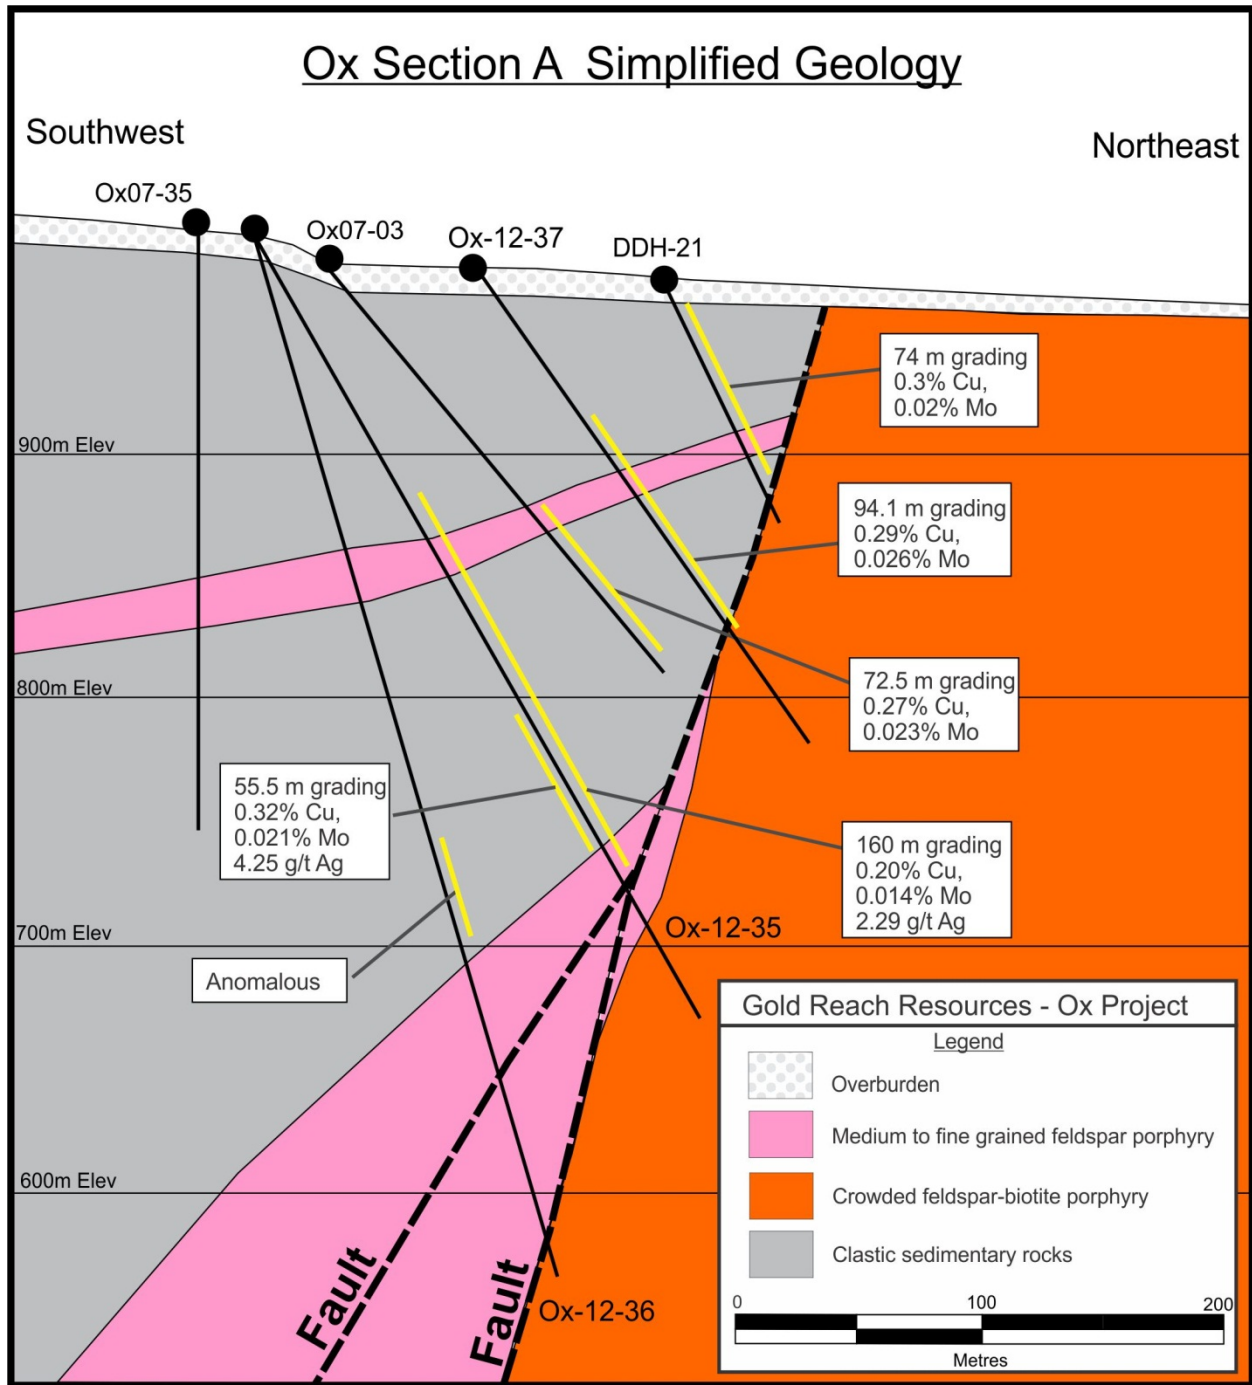 Ox Section A Simplified Geology
Southwest
Northeast
Ox07-35
Ox07-03
Ox-12-37
DDH-21
74 m grading
0.3% Cu,
0.02% Mo
900m Elev
94.1 m grading
0.29% Cu,
0.026% Mo
72.5 m grading
0.27% Cu,
0.023% Mo
800m Elev
55.5 m grading
0.32% Cu,
0.021% Mo
4.25 g/t Ag
160 m grading
0.20% Cu,
0.014% Mo
2.29 g/t Ag
700m Elev
Ox-12-35
Anomalous
600m Elev
Fault
Fault
Ox-12-36
Gold Reach Resources - Ox Project
Legend
Overburden
Medium to fine grained feldspar porphyry
Crowded feldspar-biotite porphyry
Clastic sedimentary rocks
0 100 200
Metres